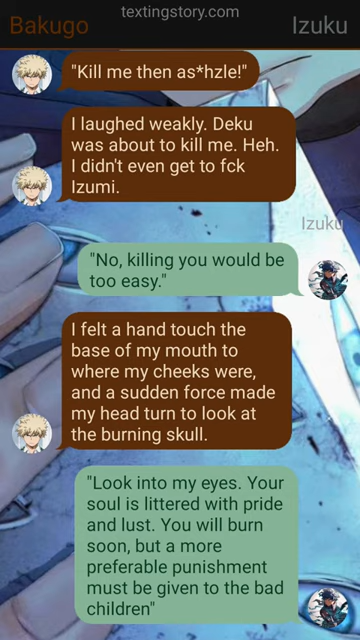 textingstory.com
Bakugo
Izuku
"Kill me then as*hzle!"
I laughed weakly. Deku
was about to kill me. Heh.
I didn't even get to fck
Izumi.
Izuku
"No, killing you would be
too easy."
I felt a hand touch the
base of my mouth to
where my cheeks were,
and a sudden force made
my head turn to look at
the burning skull.
"Look into my eyes. Your
soul is littered with pride
and lust. You will burn
soon, but a more
preferable punishment
must be given to the bad
children"